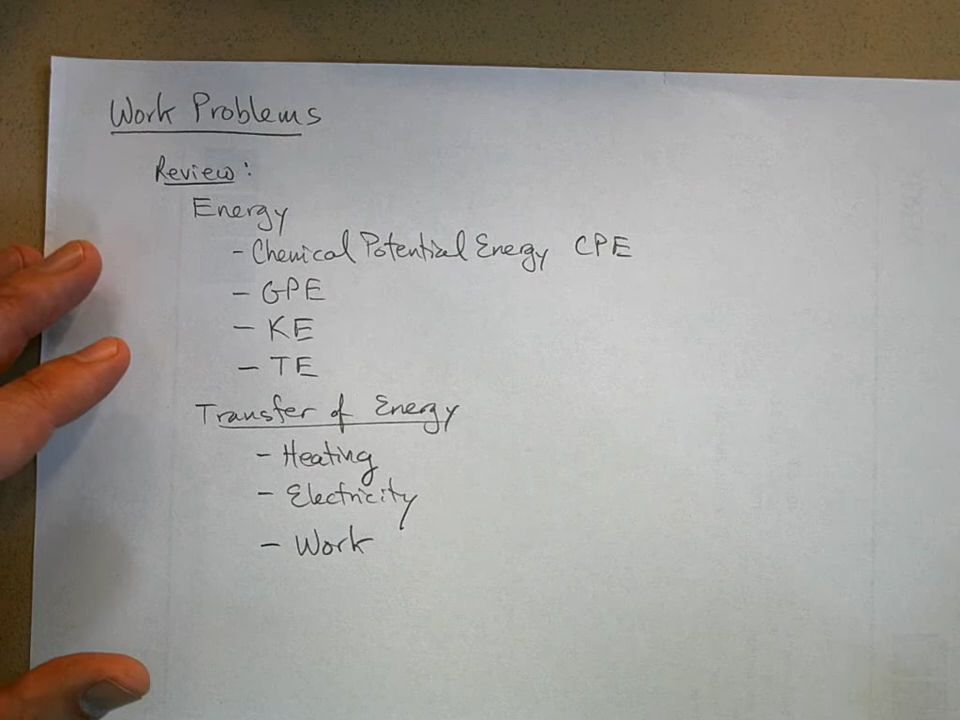 Work Problems
Review:
Energy
- Chemical Potential Energy CPE
- GPE
- KE
- TE
Transfer of Energy
- Heating
- Electricity
- Work